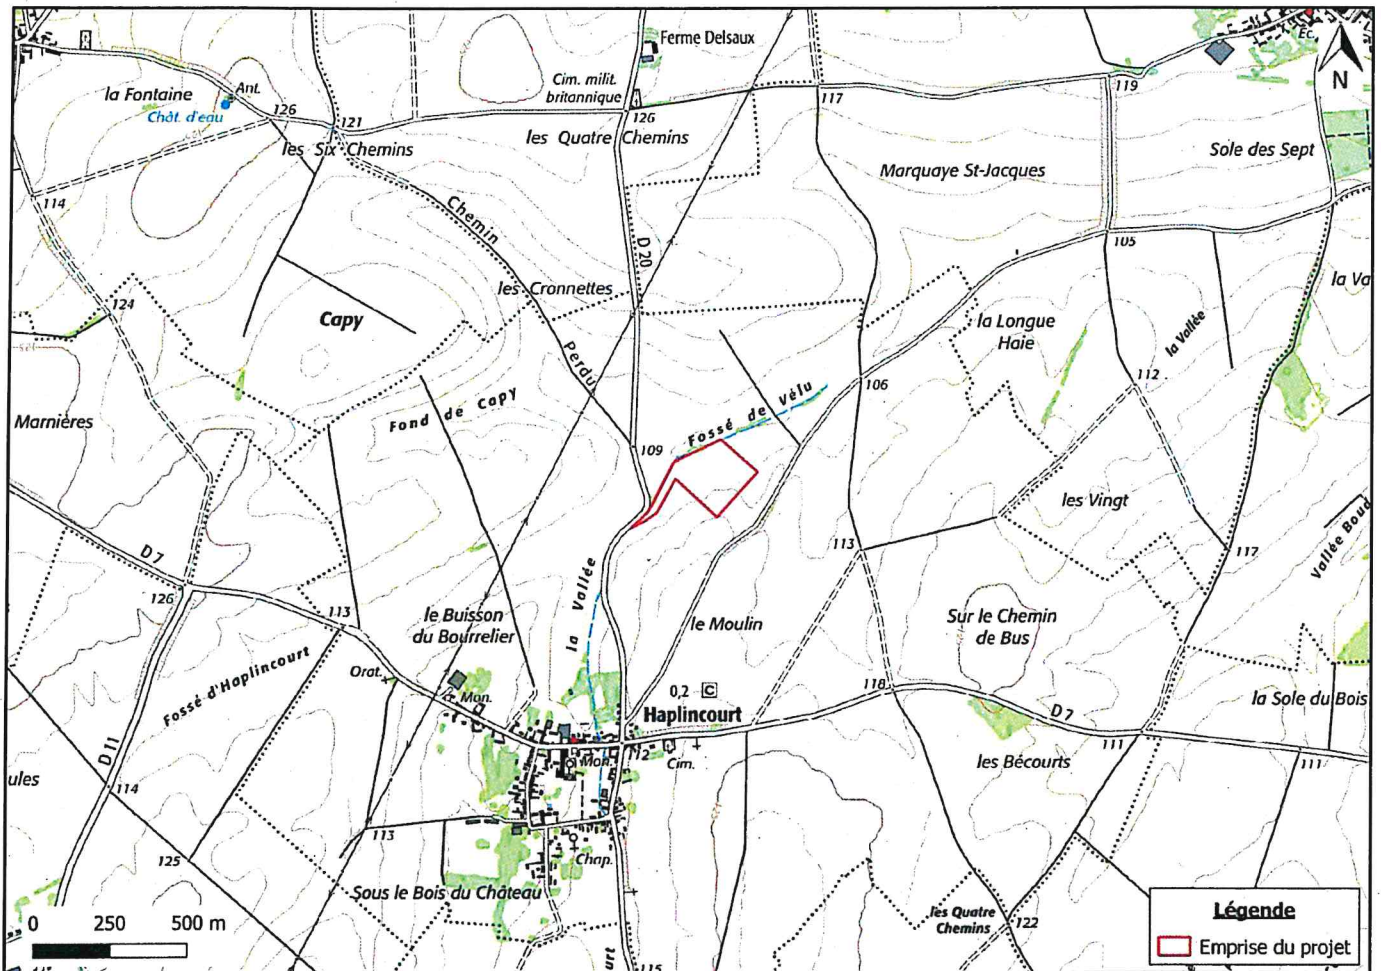 Ferme Delsaux
Éc.
N
la Fontaine
Ant.
Chât. d'eau
Cim. milit.
britannique
126
121
126
117
119
les Six Chemins
les Quatre Chemins
Marquaye St-Jacques
Sole des Sept
114
Chemin
D 20
105
124
les Cronnettes
la Va
Capy
la Longue
Haie
la Vallée
Perdu
106
112
Marnières
Fond de Capy
Fossé de Vélu
109
les Vingt
113
117
Vallée Boud
D 7
126
113
la Vallée
le Buisson
du Bourrelier
le Moulin
Sur le Chemin
de Bus
Fossé d'Haplincourt
Orat.
Mon.
0,2 C
118
la Sole du Bois
Haplincourt
D 7
D 11
112
Mon.
Cim.
les Bécourts
111
111
ules
114
113
125
Chap.
Sous le Bois du Château
les Quatre
Chemins
122
urt
115
0 250 500 m
Légende
Emprise du projet